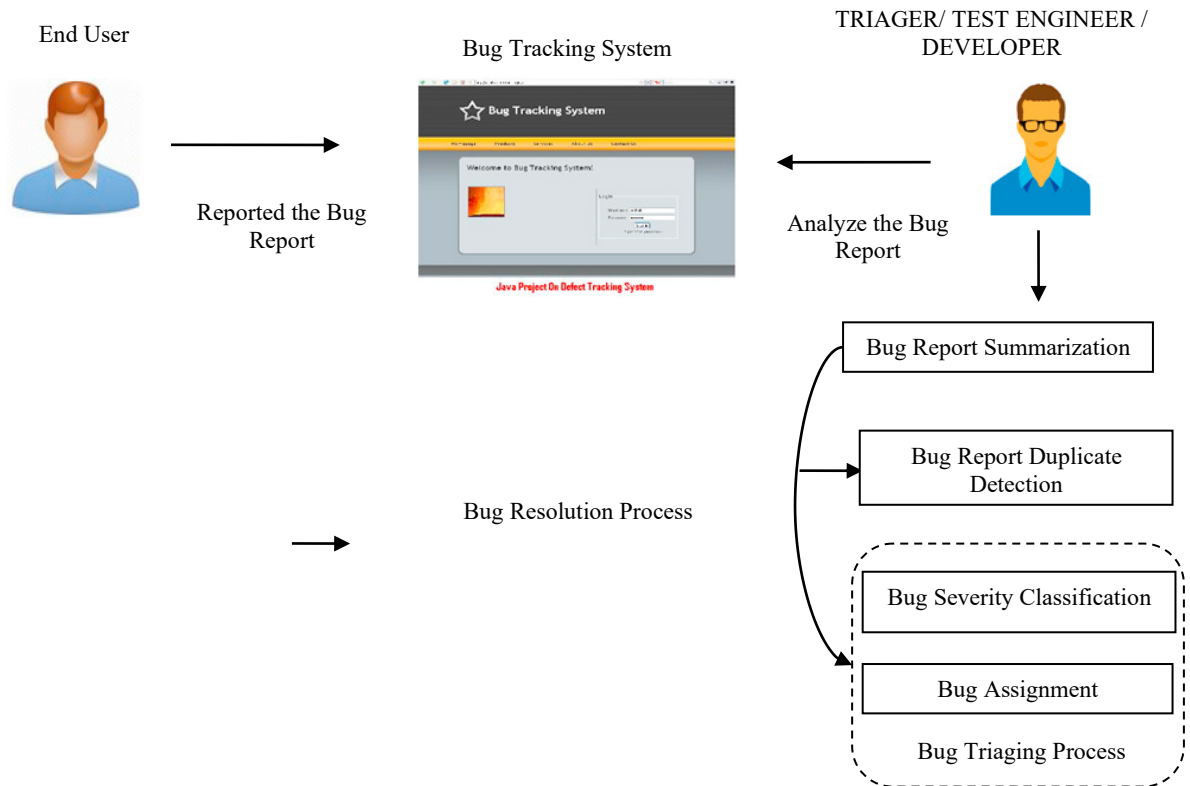 End User
Bug Tracking System
TRIAGER/ TEST ENGINEER /
DEVELOPER
Bug Tracking System
Welcome to Bug Tracking System!
Java Project On Defect Tracking System
Reported the Bug
Report
Analyze the Bug
Report
Bug Report Summarization
Bug Report Duplicate
Detection
Bug Resolution Process
Bug Severity Classification
Bug Assignment
Bug Triaging Process